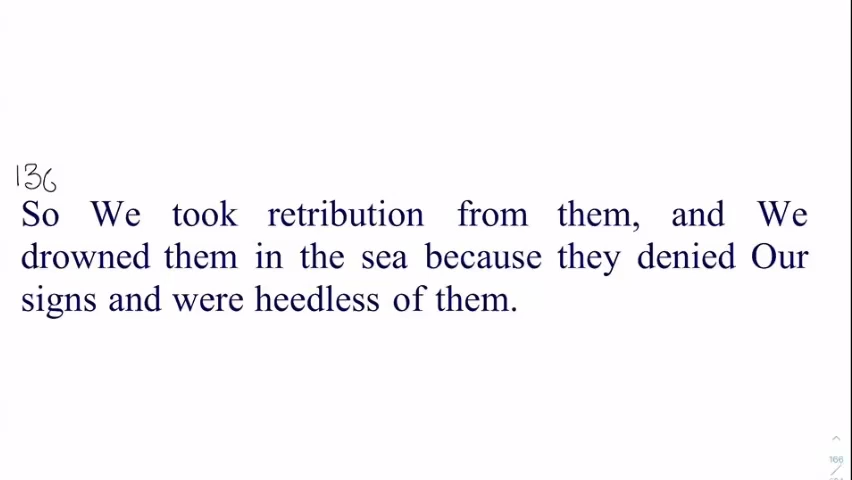 136
So We took retribution from them, and We
drowned them in the sea because they denied Our
signs and were heedless of them.
166